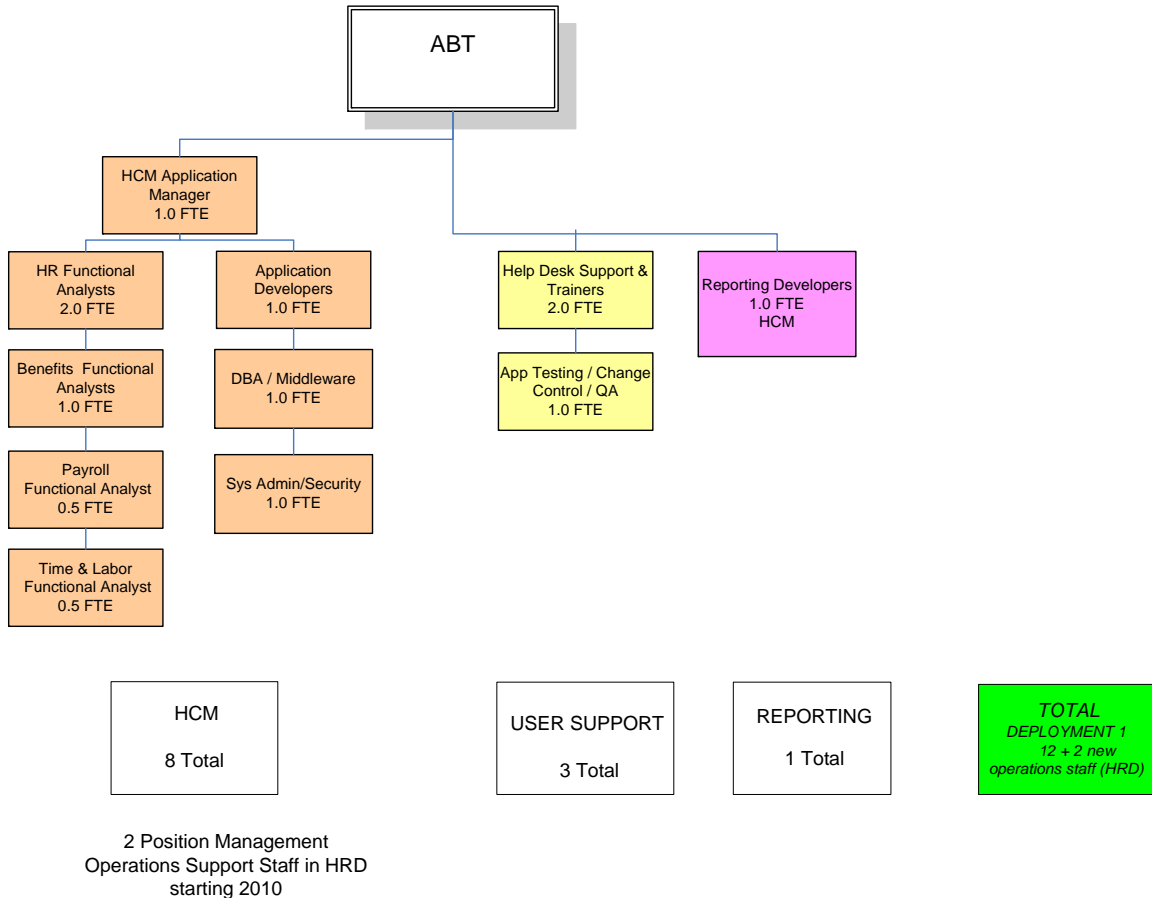 ABT
HCM Application
Manager
1.0 FTE
HR Functional
Analysts
2.0 FTE
Application
Developers
1.0 FTE
Help Desk Support &
Trainers
2.0 FTE
Reporting Developers
1.0 FTE
HCM
Benefits Functional
Analysts
1.0 FTE
DBA / Middleware
1.0 FTE
App Testing / Change
Control / QA
1.0 FTE
Payroll
Functional Analyst
0.5 FTE
Sys Admin/Security
1.0 FTE
Time & Labor
Functional Analyst
0.5 FTE
HCM
8 Total
USER SUPPORT
3 Total
REPORTING
1 Total
TOTAL
DEPLOYMENT 1
12 + 2 new
operations staff (HRD)
2 Position Management
Operations Support Staff in HRD
starting 2010